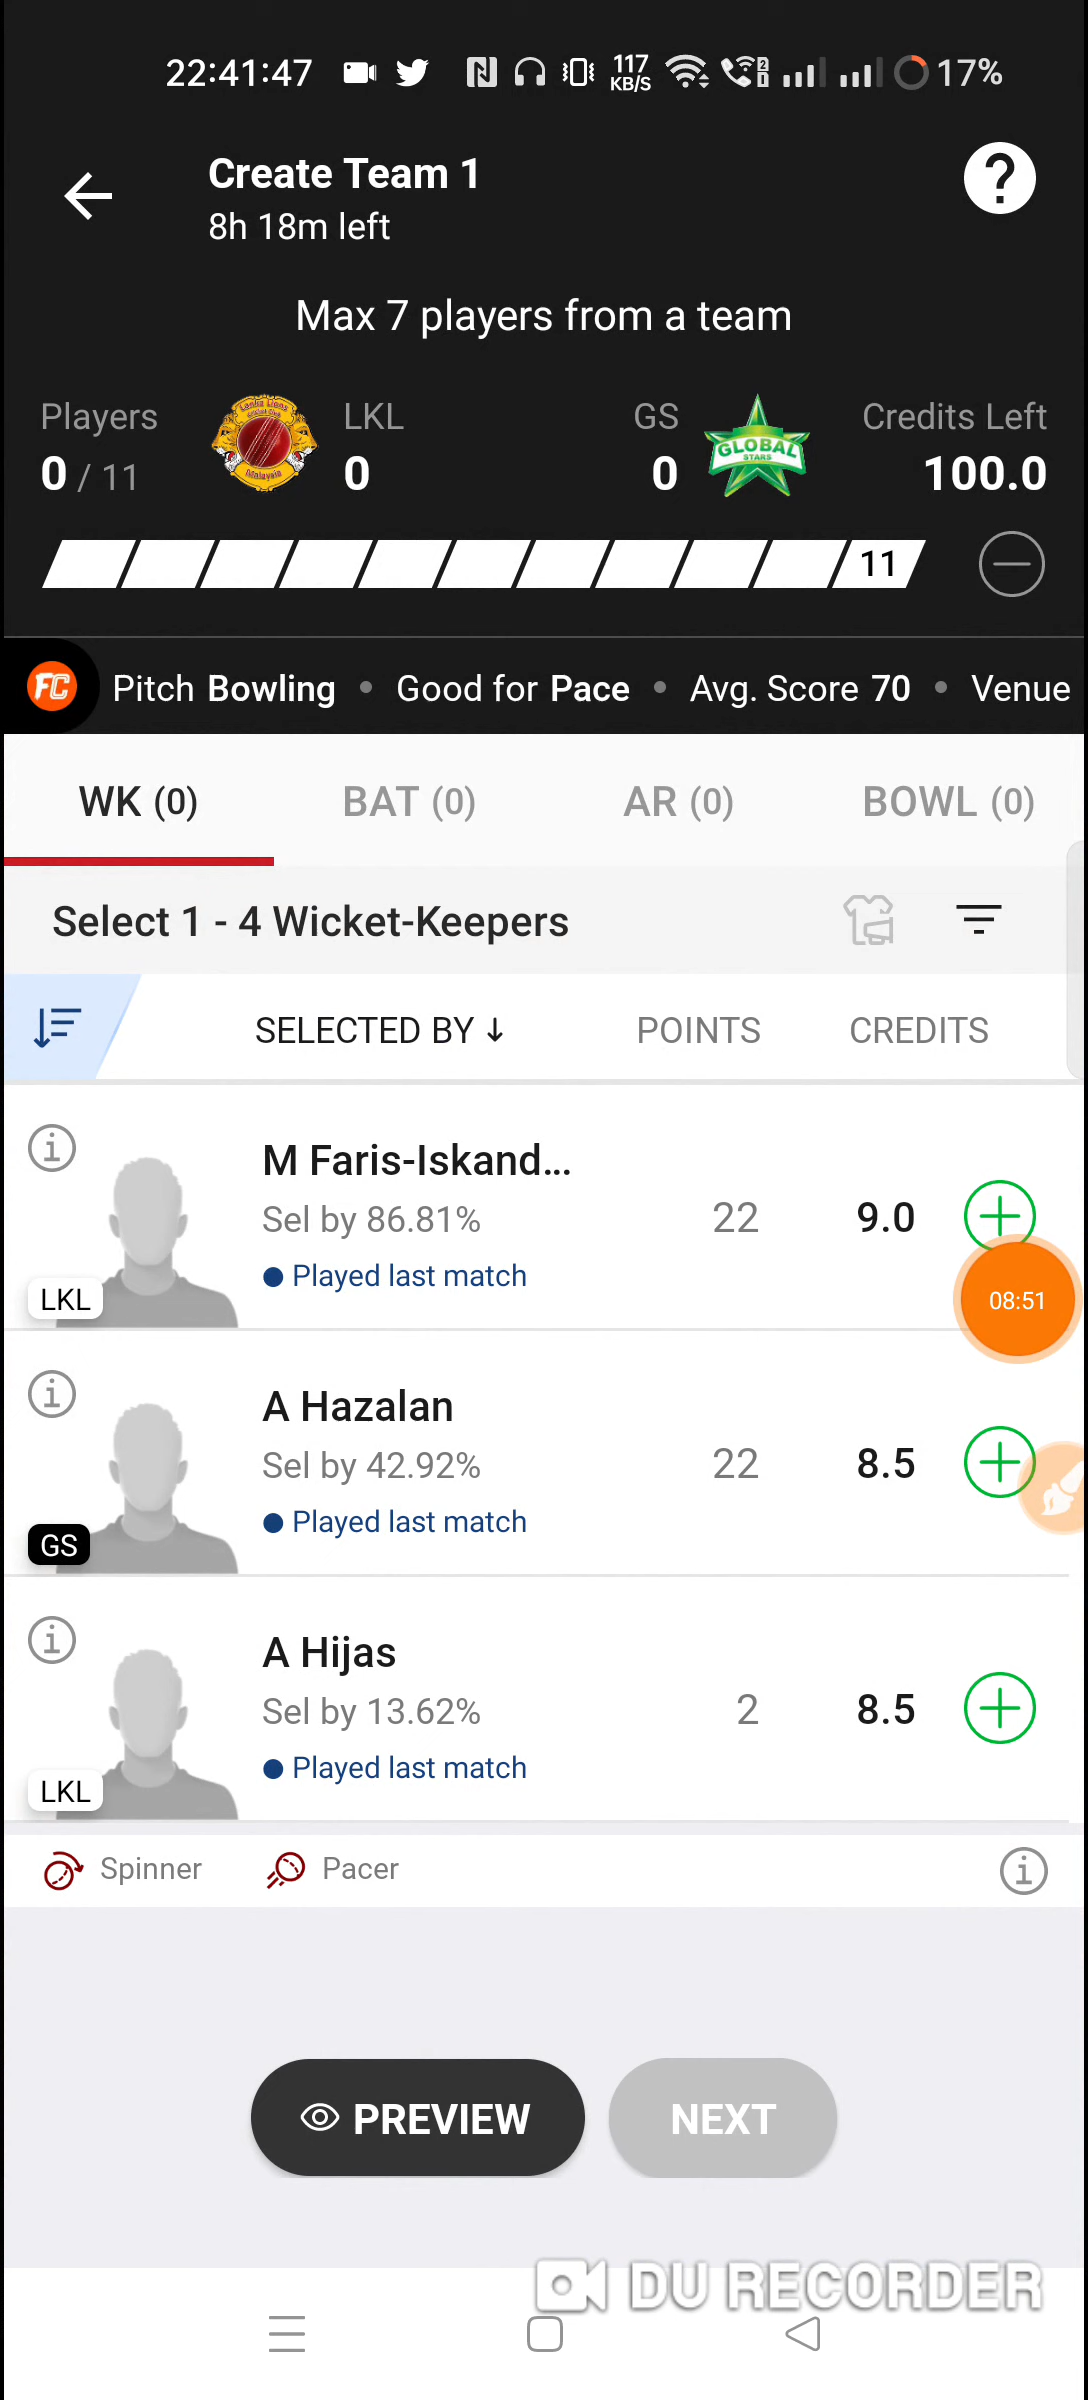 22:41:47 117 KB/S 17%
Create Team 1
8h 18m left
Max 7 players from a team
Players LKL GS Credits Left
0 / 11 0 0 100.0
Lanka Lions
Malaysia
GLOBAL
STARS
11
FC Pitch Bowling • Good for Pace • Avg. Score 70 • Venue
WK (0) BAT (0) AR (0) BOWL (0)
Select 1 - 4 Wicket-Keepers
SELECTED BY ↓ POINTS CREDITS
M Faris-Iskand...
Sel by 86.81% 22 9.0
Played last match
LKL
08:51
A Hazalan
Sel by 42.92% 22 8.5
Played last match
GS
A Hijas
Sel by 13.62% 2 8.5
Played last match
LKL
Spinner Pacer
PREVIEW NEXT
DU RECORDER